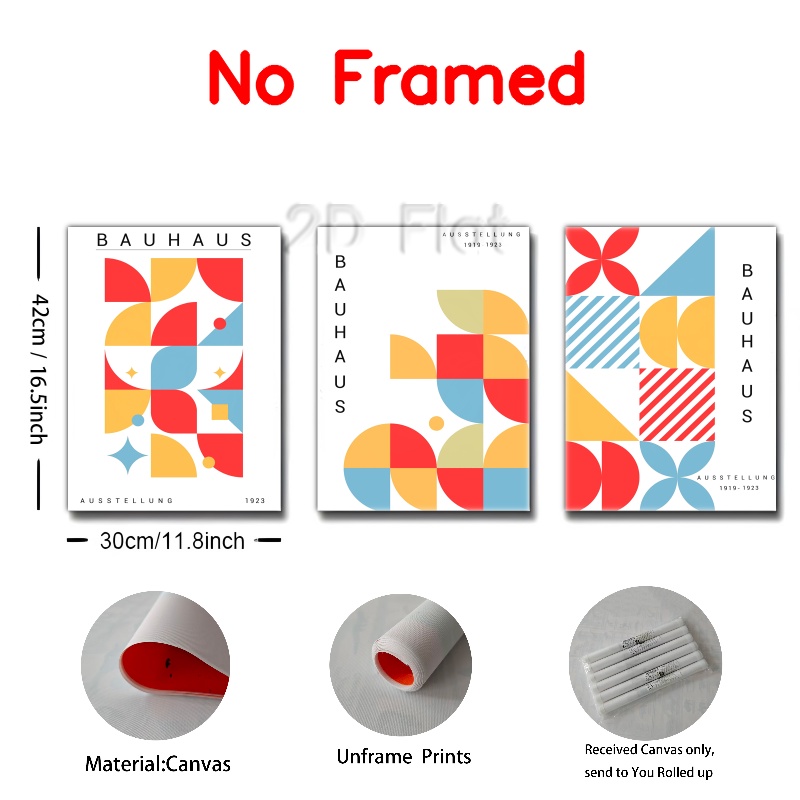 No Framed
2D Flat
BAUHAUS
AUSSTELLUNG
1923
BAUHAUS
AUSSTELLUNG
1919-1923
BAUHAUS
AUSSTELLUNG
1919-1923
42cm / 16.5inch
30cm/11.8inch
Material:Canvas
Unframe Prints
Received Canvas only,
send to You Rolled up